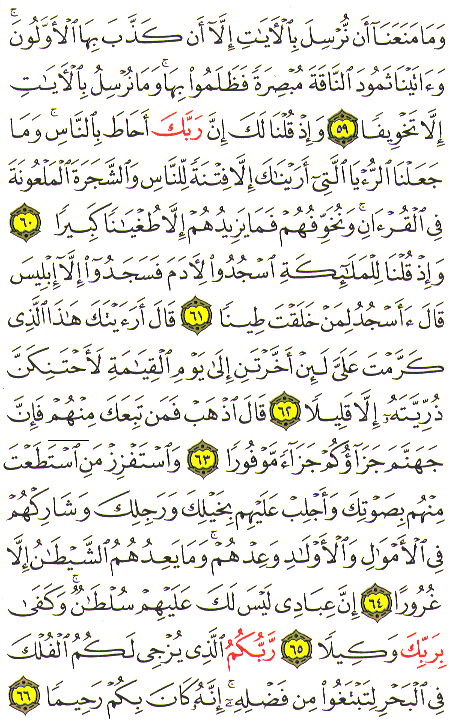 وَمَا مَنَعَنَآ أَن نُّرۡسِلَ بِٱلۡأٓيَٰتِ إِلَّآ أَن كَذَّبَ بِهَا ٱلۡأَوَّلُونَۚ
وَءَاتَيۡنَا ثَمُودَ ٱلنَّاقَةَ مُبۡصِرَةٗ فَظَلَمُواْ بِهَاۚ وَمَا نُرۡسِلُ بِٱلۡأٓيَٰتِ
إِلَّا تَخۡوِيفٗا ٥٩ وَإِذۡ قُلۡنَا لَكَ إِنَّ رَبَّكَ أَحَاطَ بِٱلنَّاسِۚ وَمَا
جَعَلۡنَا ٱلرُّءۡيَا ٱلَّتِيٓ أَرَيۡنَٰكَ إِلَّا فِتۡنَةٗ لِّلنَّاسِ وَٱلشَّجَرَةَ ٱلۡمَلۡعُونَةَ
فِي ٱلۡقُرۡءَانِۚ وَنُخَوِّفُهُمۡ فَمَا يَزِيدُهُمۡ إِلَّا طُغۡيَٰنٗا كَبِيرٗا ٦٠
وَإِذۡ قُلۡنَا لِلۡمَلَٰٓئِكَةِ ٱسۡجُدُواْ لِأٓدَمَ فَسَجَدُوٓاْ إِلَّآ إِبۡلِيسَ
قَالَ ءَأَسۡجُدُ لِمَنۡ خَلَقۡتَ طِينٗا ٦١ قَالَ أَرَءَيۡتَكَ هَٰذَا ٱلَّذِي
كَرَّمۡتَ عَلَيَّ لَئِنۡ أَخَّرۡتَنِ إِلَىٰ يَوۡمِ ٱلۡقِيَٰمَةِ لَأَحۡتَنِكَنَّ
ذُرِّيَّتَهُۥٓ إِلَّا قَلِيلٗا ٦٢ قَالَ ٱذۡهَبۡ فَمَن تَبِعَكَ مِنۡهُمۡ فَإِنَّ
جَهَنَّمَ جَزَآؤُكُمۡ جَزَآءٗ مَّوۡفُورٗا ٦٣ وَٱسۡتَفۡزِزۡ مَنِ ٱسۡتَطَعۡتَ
مِنۡهُم بِصَوۡتِكَ وَأَجۡلِبۡ عَلَيۡهِم بِخَيۡلِكَ وَرَجِلِكَ وَشَارِكۡهُمۡ
فِي ٱلۡأَمۡوَٰلِ وَٱلۡأَوۡلَٰدِ وَعِدۡهُمۡۚ وَمَا يَعِدُهُمُ ٱلشَّيۡطَٰنُ إِلَّا
غُرُورًا ٦٤ إِنَّ عِبَادِي لَيۡسَ لَكَ عَلَيۡهِمۡ سُلۡطَٰنٞۚ وَكَفَىٰ
بِرَبِّكَ وَكِيلٗا ٦٥ رَّبُّكُمُ ٱلَّذِي يُزۡجِي لَكُمُ ٱلۡفُلۡكَ
فِي ٱلۡبَحۡرِ لِتَبۡتَغُواْ مِن فَضۡلِهِۦٓۚ إِنَّهُۥ كَانَ بِكُمۡ رَحِيمٗا ٦٦